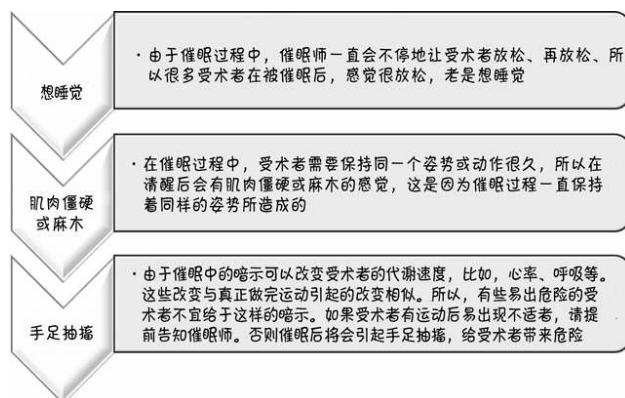 想睡觉
·由于催眠过程中，催眠师一直会不停地让受术者放松、再放松、所
以很多受术者在被催眠后，感觉很放松，老是想睡觉
肌肉僵硬
或麻木
·在催眠过程中，受术者需要保持同一个姿势或动作很久，所以在
清醒后会有肌肉僵硬或麻木的感觉，这是因为催眠过程一直保持
着同样的姿势所造成的
手足抽搐
·由于催眠中的暗示可以改变受术者的代谢速度，比如，心率、呼吸等。
这些改变与真正做完运动引起的改变相似。所以，有些易出危险的受
术者不宜给于这样的暗示。如果受术者有运动后易出现不适者，请提
前告知催眠师。否则催眠后将会引起手足抽搐，给受术者带来危险